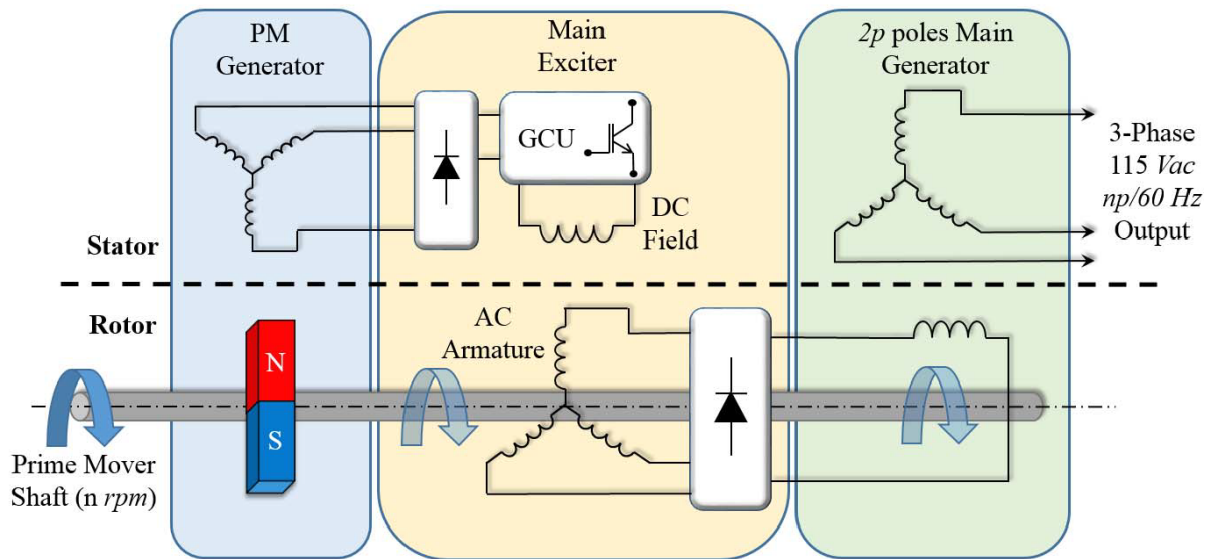 PM
Generator
Main
Exciter
2p poles Main
Generator
GCU
DC
Field
3-Phase
115 Vac
np/60 Hz
Output
Stator
Rotor
N
S
AC
Armature
Prime Mover
Shaft (n rpm)